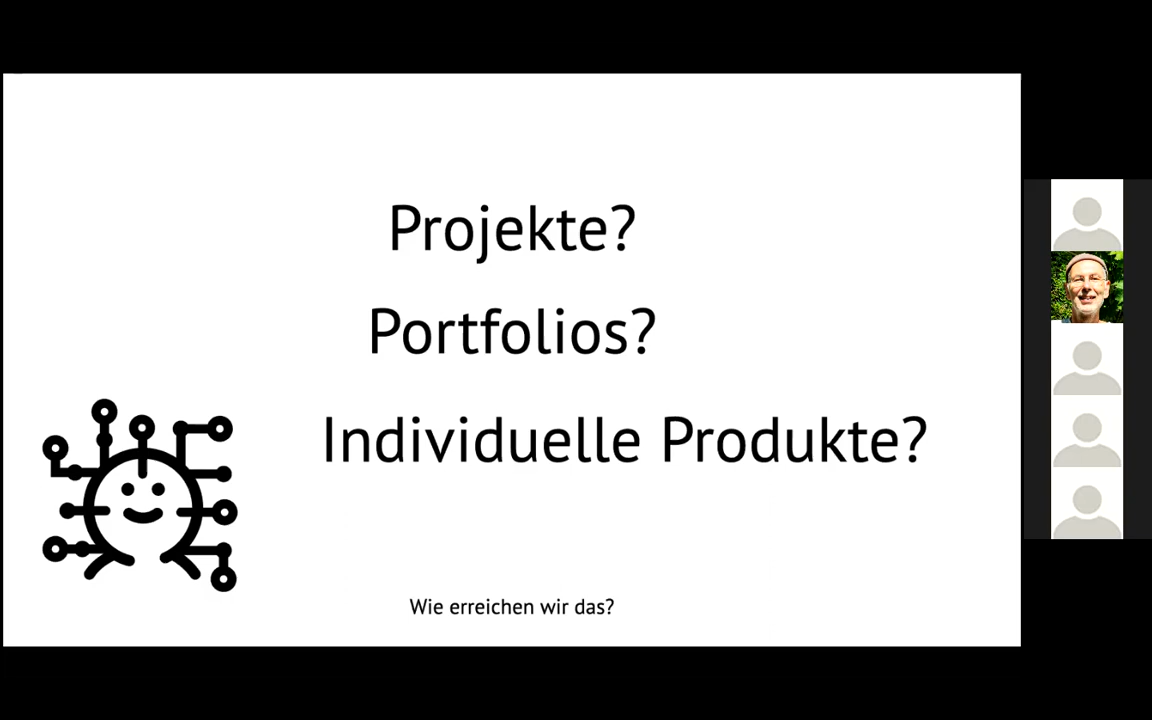 Projekte?
Portfolios?
Individuelle Produkte?
Wie erreichen wir das?